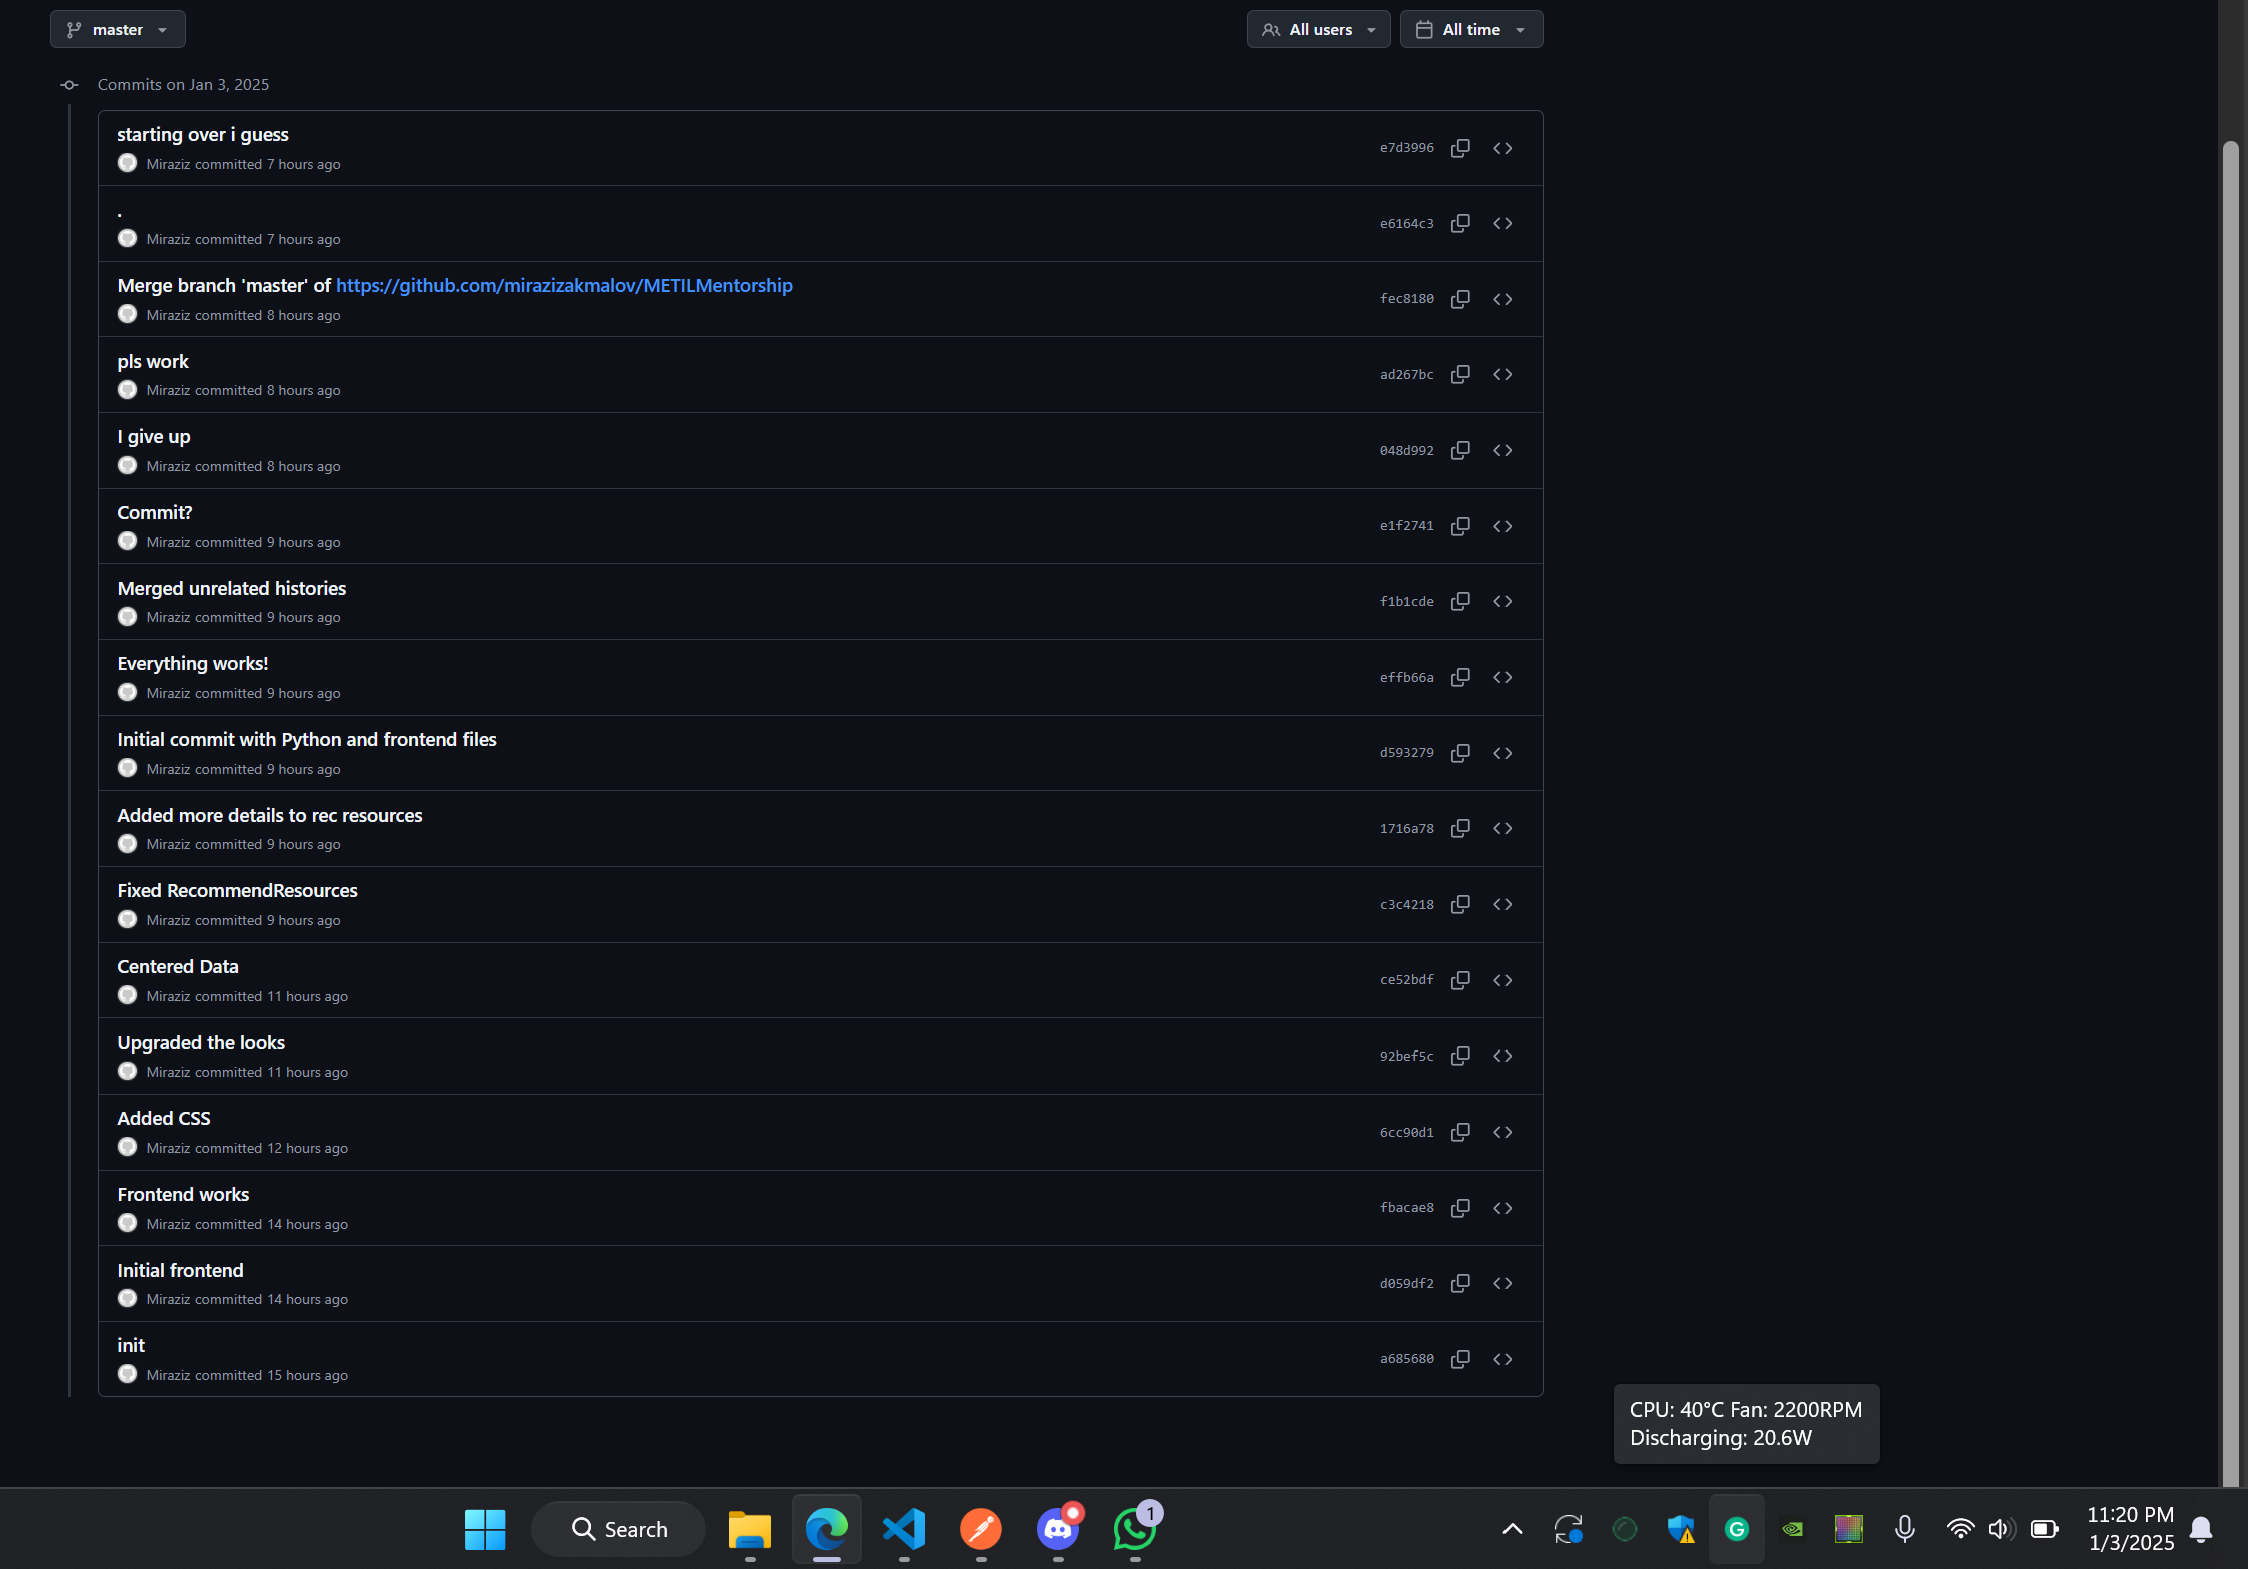 master
All users
All time
Commits on Jan 3, 2025
starting over i guess
Miraziz committed 7 hours ago
e7d3996
.
Miraziz committed 7 hours ago
e6164c3
Merge branch 'master' of https://github.com/mirazizakmalov/METILMentorship
Miraziz committed 8 hours ago
fec8180
pls work
Miraziz committed 8 hours ago
ad267bc
I give up
Miraziz committed 8 hours ago
048d992
Commit?
Miraziz committed 9 hours ago
e1f2741
Merged unrelated histories
Miraziz committed 9 hours ago
f1b1cde
Everything works!
Miraziz committed 9 hours ago
effb66a
Initial commit with Python and frontend files
Miraziz committed 9 hours ago
d593279
Added more details to rec resources
Miraziz committed 9 hours ago
1716a78
Fixed RecommendResources
Miraziz committed 9 hours ago
c3c4218
Centered Data
Miraziz committed 11 hours ago
ce52bdf
Upgraded the looks
Miraziz committed 11 hours ago
92bef5c
Added CSS
Miraziz committed 12 hours ago
6cc90d1
Frontend works
Miraziz committed 14 hours ago
fbacae8
Initial frontend
Miraziz committed 14 hours ago
d059df2
init
Miraziz committed 15 hours ago
a685680
CPU: 40°C Fan: 2200RPM
Discharging: 20.6W
Search
1
G
11:20 PM
1/3/2025